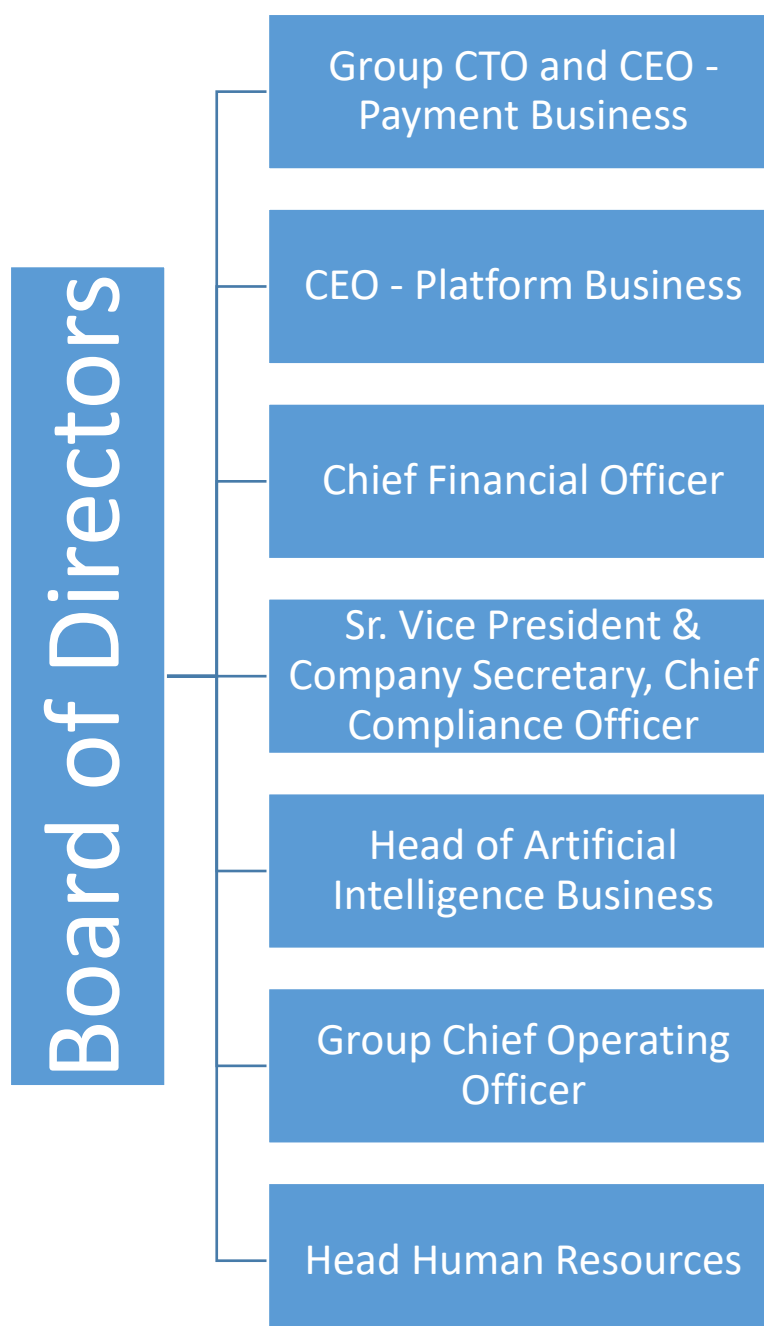 Board of Directors
Group CTO and CEO -
Payment Business
CEO - Platform Business
Chief Financial Officer
Sr. Vice President &
Company Secretary, Chief
Compliance Officer
Head of Artificial
Intelligence Business
Group Chief Operating
Officer
Head Human Resources